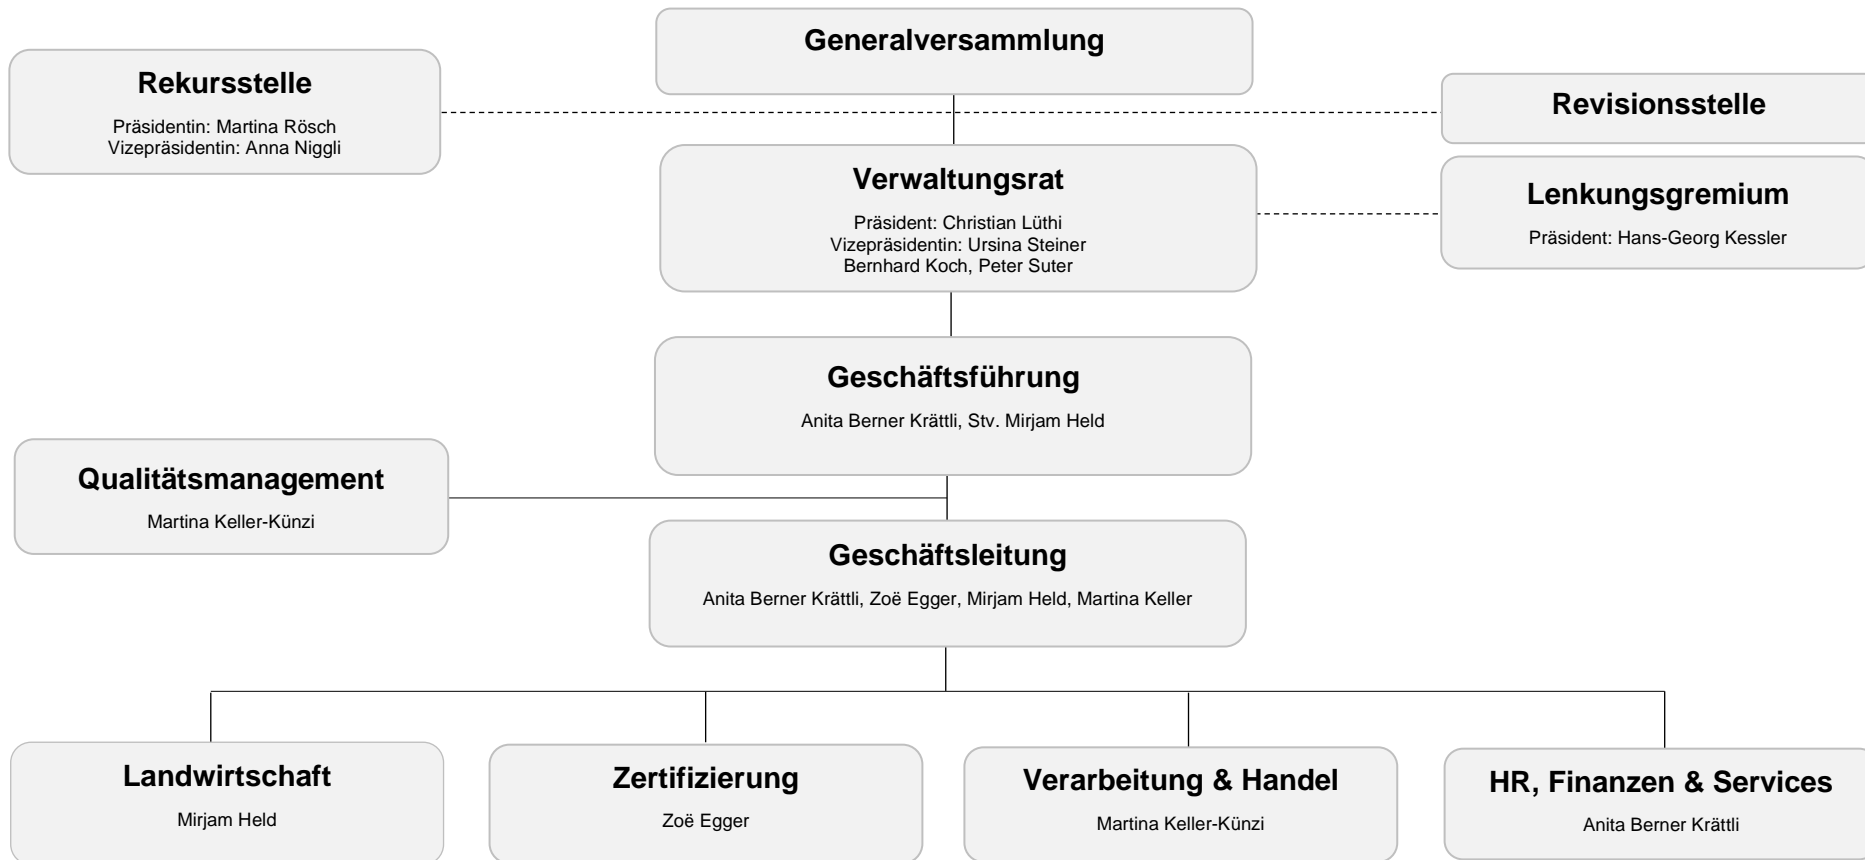 Generalversammlung
Rekursstelle
Präsidentin: Martina Rösch
Vizepräsidentin: Anna Niggli
Revisionsstelle
Verwaltungsrat
Präsident: Christian Lüthi
Vizepräsidentin: Ursina Steiner
Bernhard Koch, Peter Suter
Lenkungsgremium
Präsident: Hans-Georg Kessler
Geschäftsführung
Anita Berner Krättli, Stv. Mirjam Held
Qualitätsmanagement
Martina Keller-Künzi
Geschäftsleitung
Anita Berner Krättli, Zoë Egger, Mirjam Held, Martina Keller
Landwirtschaft
Mirjam Held
Zertifizierung
Zoë Egger
Verarbeitung & Handel
Martina Keller-Künzi
HR, Finanzen & Services
Anita Berner Krättli